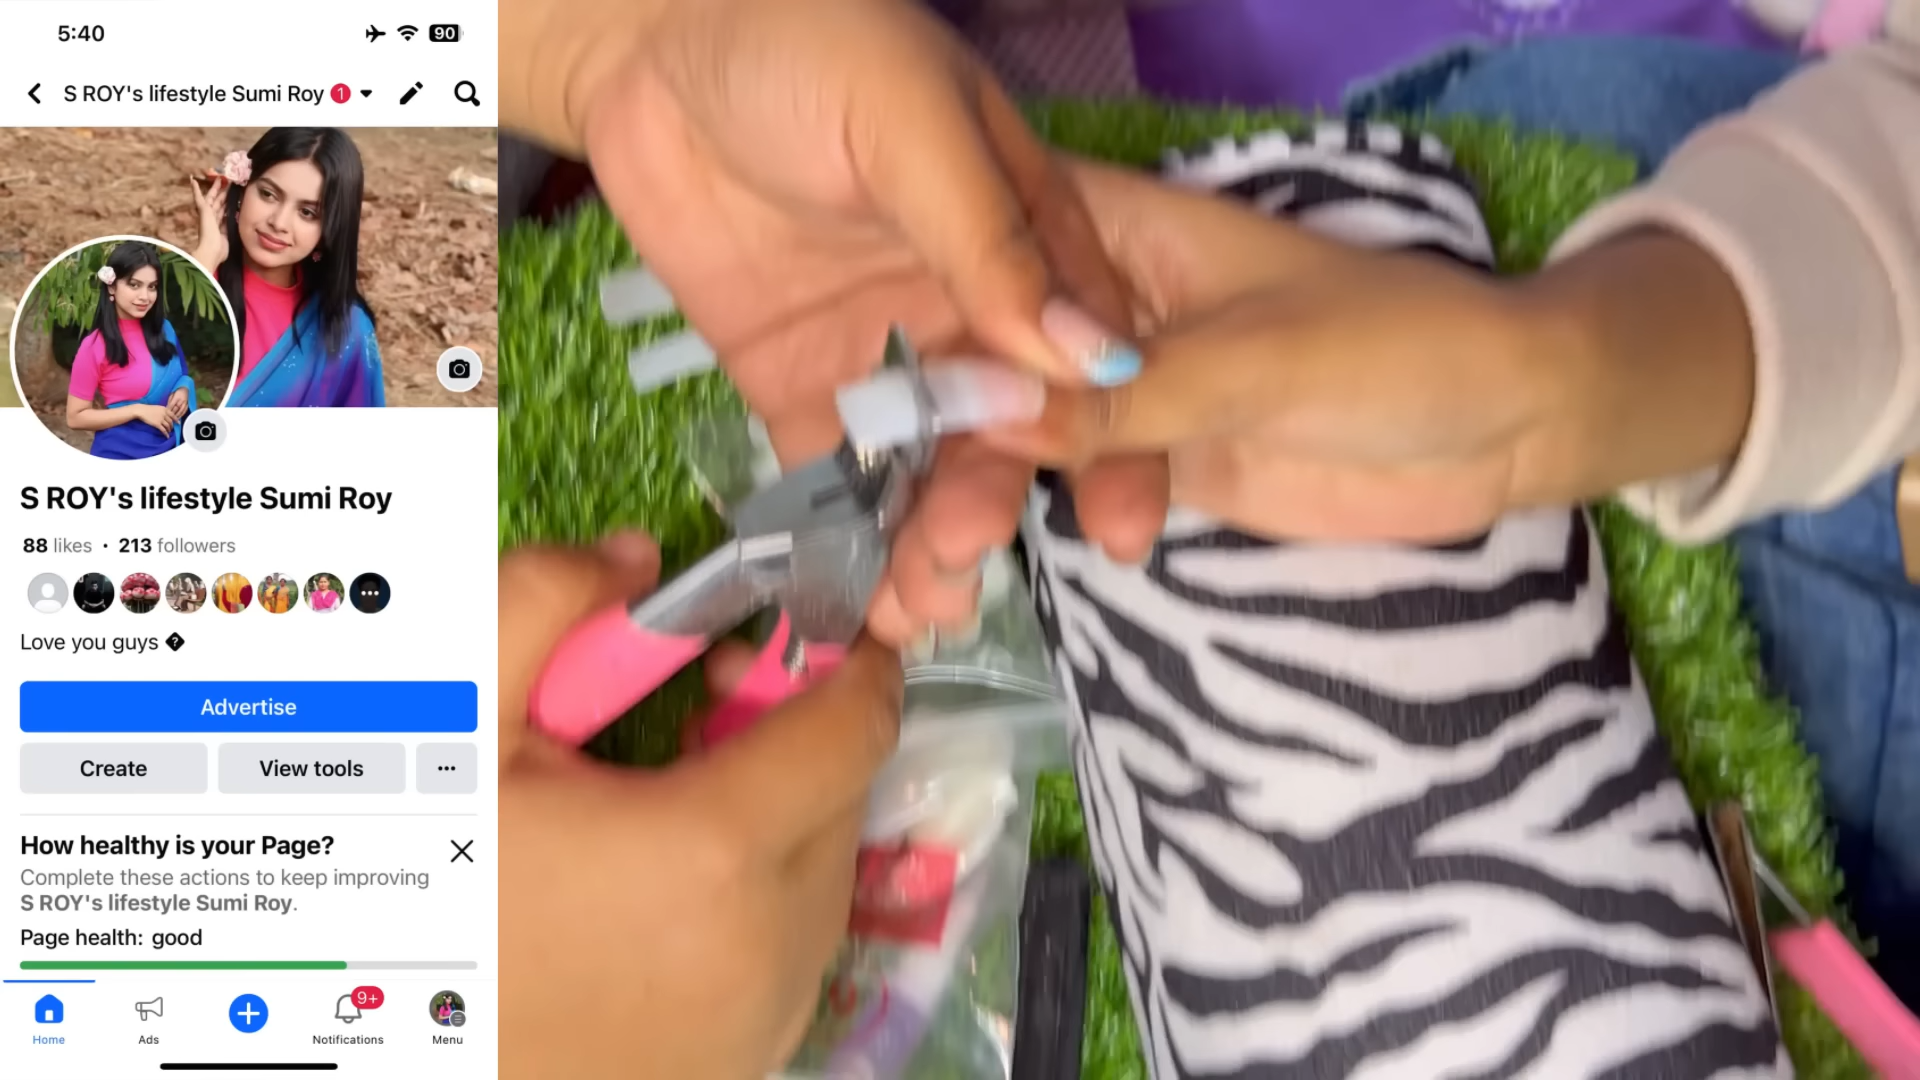 5:40
90
S ROY's lifestyle Sumi Roy 1
S ROY's lifestyle Sumi Roy
88 likes · 213 followers
Love you guys
Advertise
Create
View tools
How healthy is your Page?
Complete these actions to keep improving
S ROY's lifestyle Sumi Roy.
Page health: good
9+
Home
Ads
Notifications
Menu